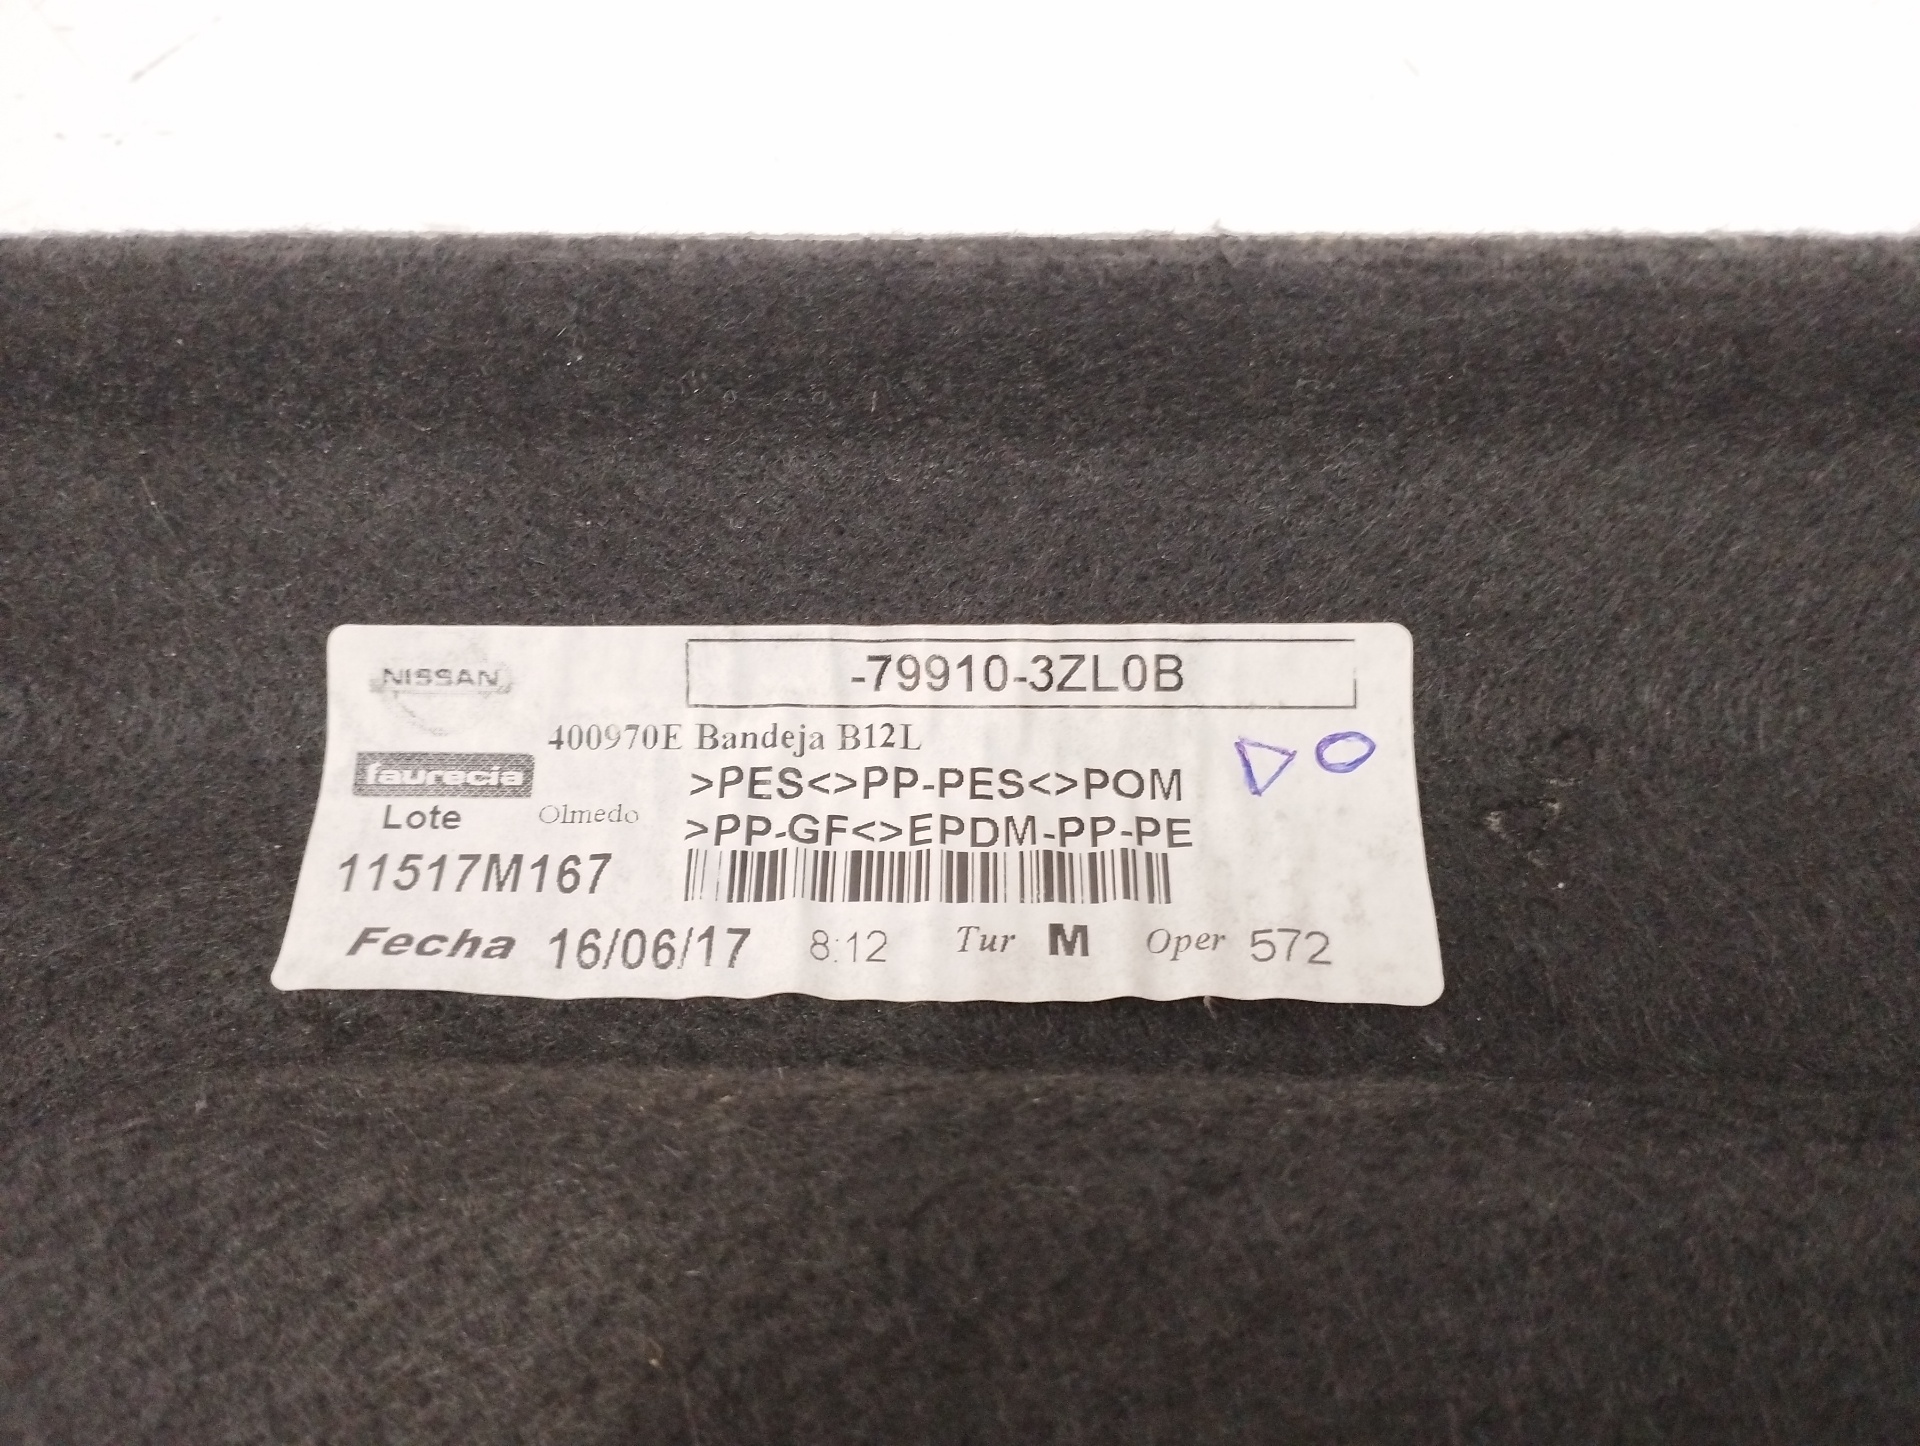 NISSAN
-79910-3ZL0B
400970E Bandeja B12L
faurecia
>PES<>PP-PES<>POM
Lote Olmedo
>PP-GF<>EPDM-PP-PE
11517M167
Fecha 16/06/17 8:12 Tur M Oper 572